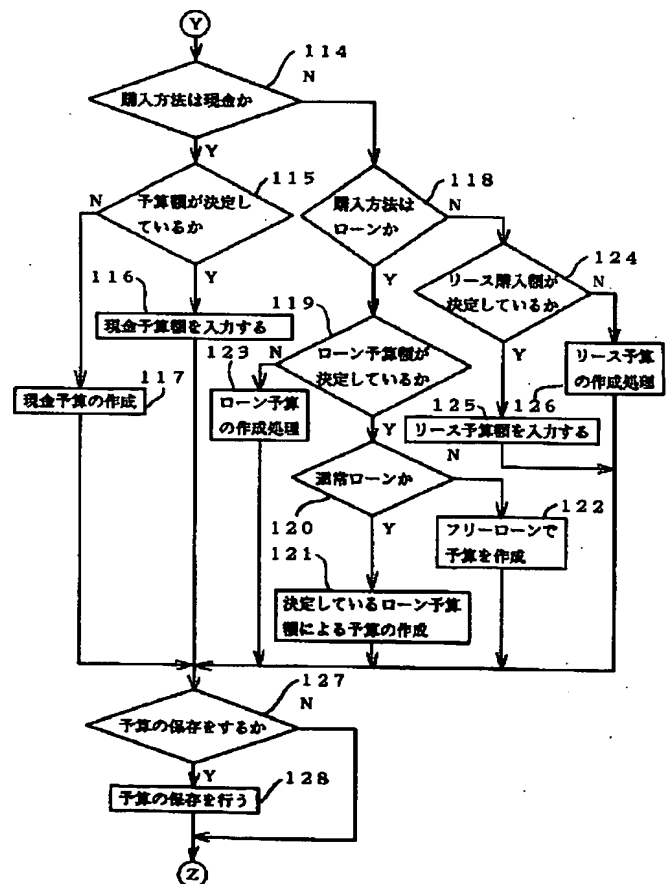 Y
114
N
購入方法は現金か
Y
115
N
予算額が決定し
ているか
Y
118
購入方法は
ローンか
N
Y
124
リース購入額が
決定しているか
N
Y
116
現金予算額を入力する
119
ローン予算額が
決定しているか
N
Y
123
ローン予算
の作成処理
リース予算
の作成処理
126
117
現金予算の作成
125
リース予算額を入力する
通常ローンか
N
120
Y
122
フリーローンで
予算を作成
121
決定しているローン予算
額による予算の作成
127
N
予算の保存をするか
Y
128
予算の保存を行う
Z